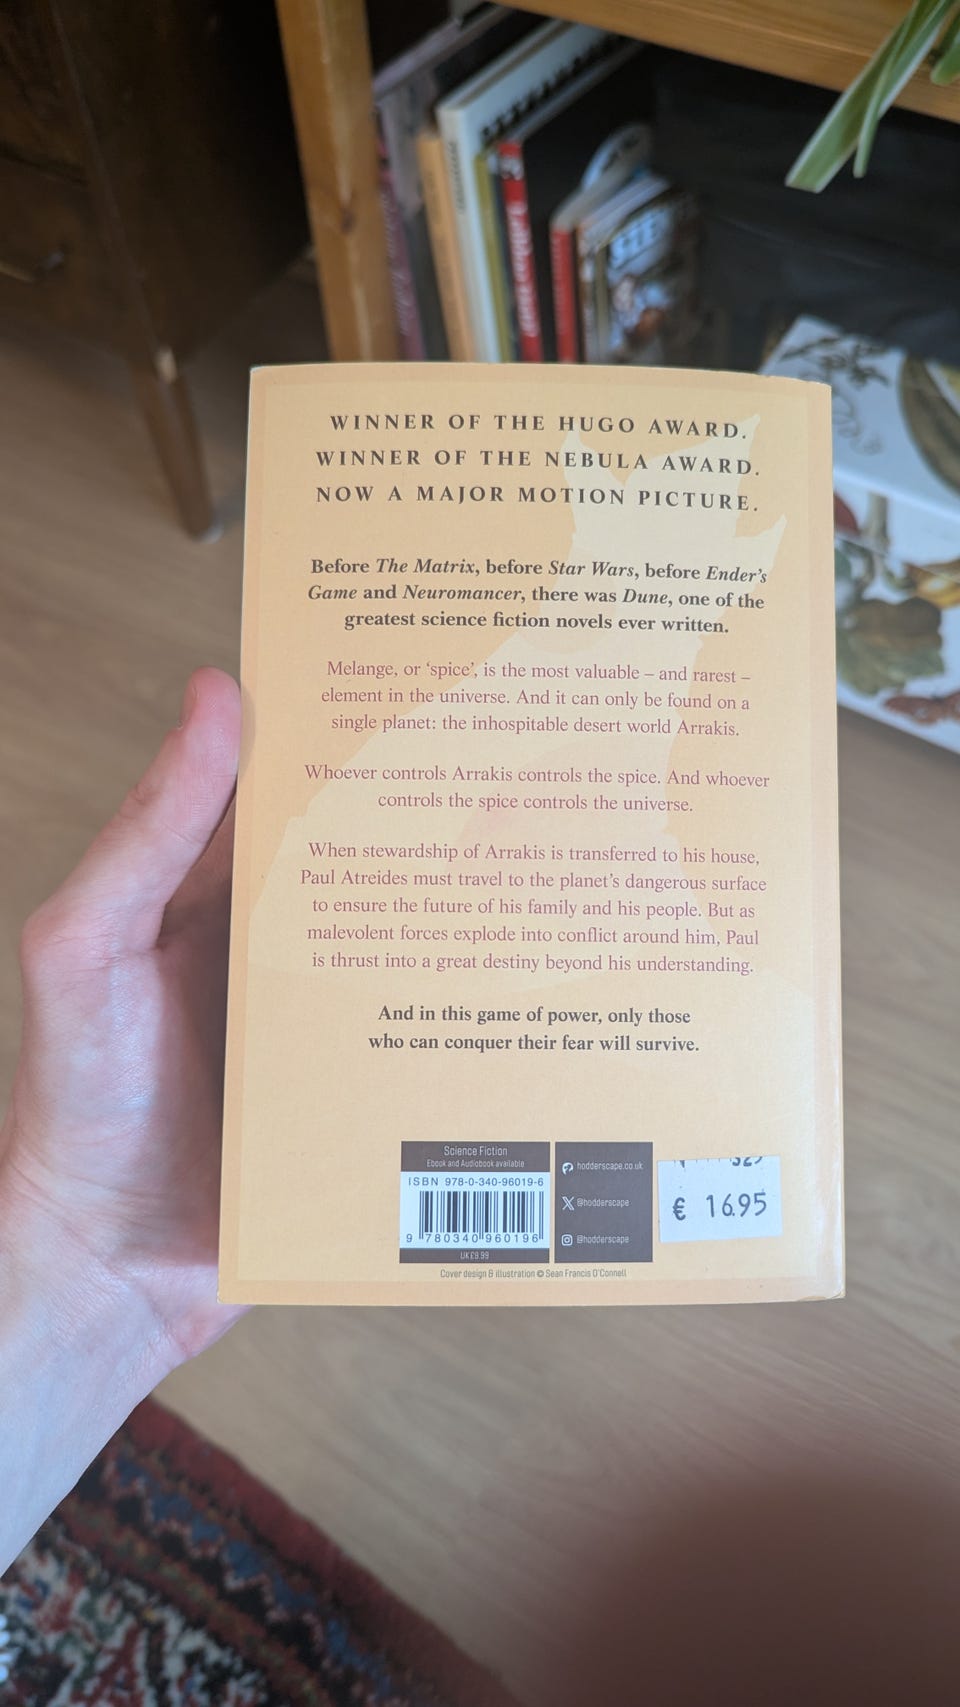 WINNER OF THE HUGO AWARD.
WINNER OF THE NEBULA AWARD.
NOW A MAJOR MOTION PICTURE.
Before The Matrix, before Star Wars, before Ender's
Game and Neuromancer, there was Dune, one of the
greatest science fiction novels ever written.
Melange, or ‘spice’, is the most valuable – and rarest –
element in the universe. And it can only be found on a
single planet: the inhospitable desert world Arrakis.
Whoever controls Arrakis controls the spice. And whoever
controls the spice controls the universe.
When stewardship of Arrakis is transferred to his house,
Paul Atreides must travel to the planet’s dangerous surface
to ensure the future of his family and his people. But as
malevolent forces explode into conflict around him, Paul
is thrust into a great destiny beyond his understanding.
And in this game of power, only those
who can conquer their fear will survive.
Science Fiction
Ebook and Audiobook available
ISBN 978-0-340-96019-6
9 780340 960196
UK £9.99
hodderscape.co.uk
@hodderscape
@hodderscape
€ 16.95
Cover design & illustration © Sean Francis O'Connell